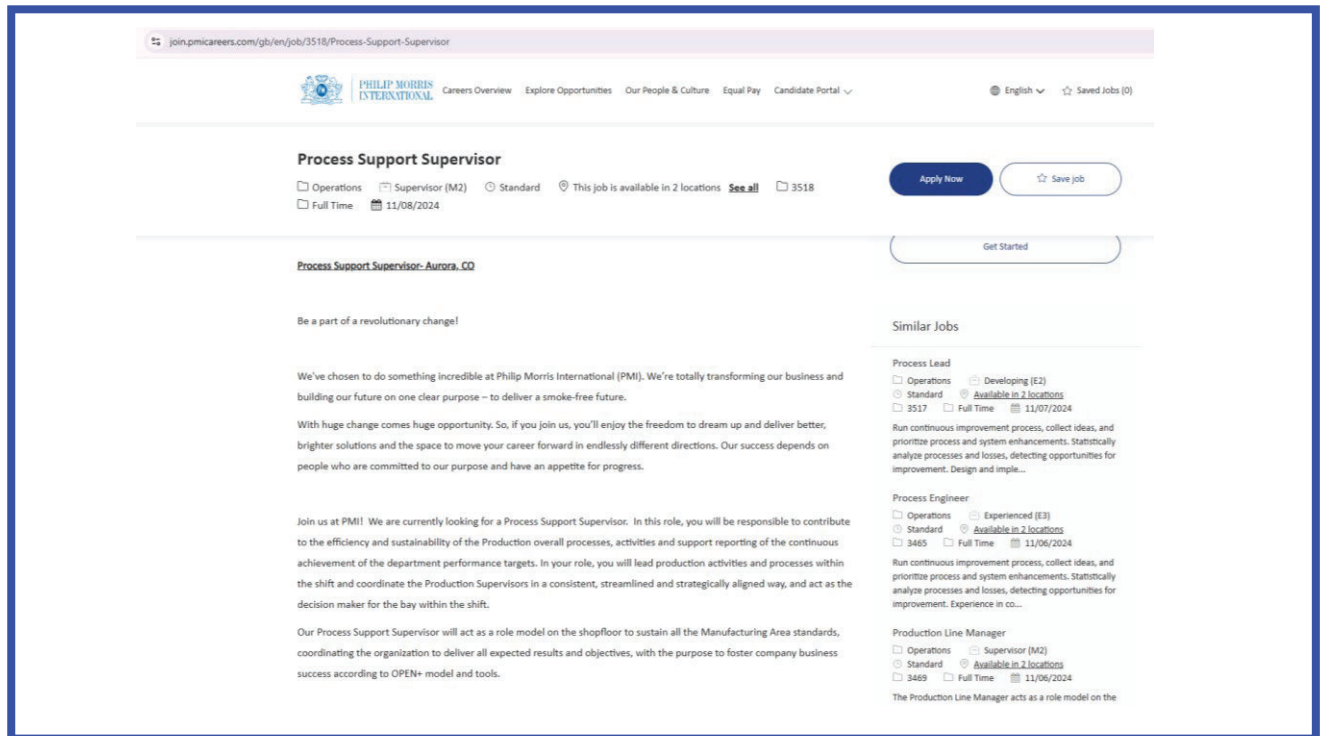 join.pmicareers.com/gb/en/job/3518/Process-Support-Supervisor
PHILIP MORRIS
INTERNATIONAL
Careers Overview Explore Opportunities Our People & Culture Equal Pay Candidate Portal
English Saved Jobs (0)
Process Support Supervisor
Operations Supervisor (M2) Standard This job is available in 2 locations See all 3518
Full Time 11/08/2024
Apply Now Save job
Get Started
Process Support Supervisor- Aurora, CO
Be a part of a revolutionary change!
We've chosen to do something incredible at Philip Morris International (PMI). We're totally transforming our business and
building our future on one clear purpose – to deliver a smoke-free future.
With huge change comes huge opportunity. So, if you join us, you'll enjoy the freedom to dream up and deliver better,
brighter solutions and the space to move your career forward in endlessly different directions. Our success depends on
people who are committed to our purpose and have an appetite for progress.
Join us at PMI! We are currently looking for a Process Support Supervisor. In this role, you will be responsible to contribute
to the efficiency and sustainability of the Production overall processes, activities and support reporting of the continuous
achievement of the department performance targets. In your role, you will lead production activities and processes within
the shift and coordinate the Production Supervisors in a consistent, streamlined and strategically aligned way, and act as the
decision maker for the bay within the shift.
Our Process Support Supervisor will act as a role model on the shopfloor to sustain all the Manufacturing Area standards,
coordinating the organization to deliver all expected results and objectives, with the purpose to foster company business
success according to OPEN+ model and tools.
Similar Jobs
Process Lead
Operations Developing (E2)
Standard Available in 2 locations
3517 Full Time 11/07/2024
Run continuous improvement process, collect ideas, and
prioritize process and system enhancements. Statistically
analyze processes and losses, detecting opportunities for
improvement. Design and imple...
Process Engineer
Operations Experienced (E3)
Standard Available in 2 locations
3465 Full Time 11/06/2024
Run continuous improvement process, collect ideas, and
prioritize process and system enhancements. Statistically
analyze processes and losses, detecting opportunities for
improvement. Experience in co...
Production Line Manager
Operations Supervisor (M2)
Standard Available in 2 locations
3469 Full Time 11/06/2024
The Production Line Manager acts as a role model on the